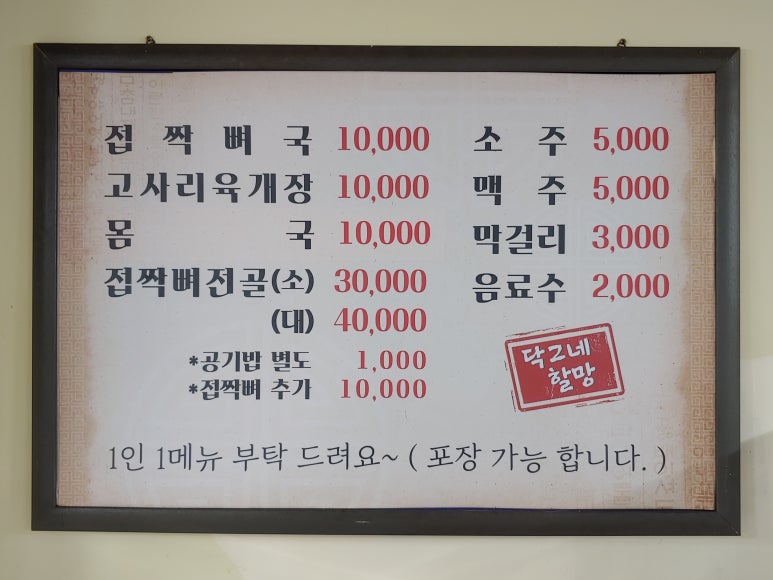 접짝뼈국 10,000
고사리육개장 10,000
몸국 10,000
접짝뼈전골(소) 30,000
(대) 40,000
*공기밥 별도 1,000
*접짝뼈 추가 10,000
소주 5,000
맥주 5,000
막걸리 3,000
음료수 2,000
닥그네
할망
1인 1메뉴 부탁 드려요~ ( 포장 가능 합니다. )